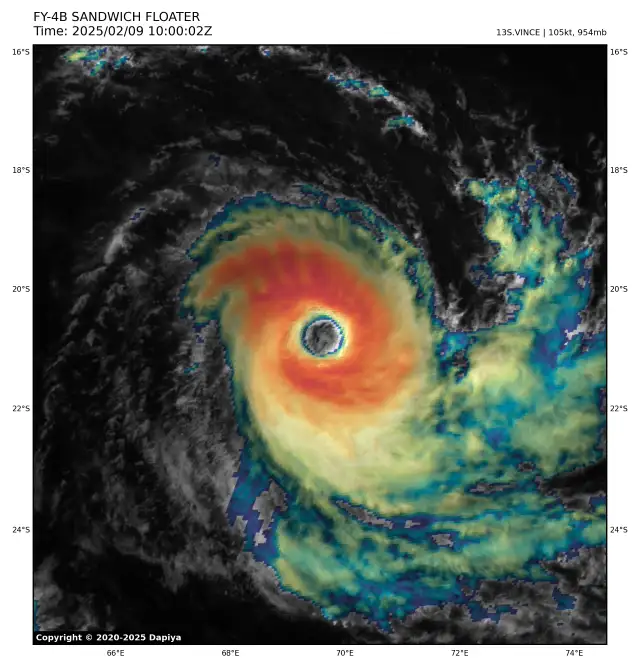 FY-4B SANDWICH FLOATER
Time: 2025/02/09 10:00:02Z
13S.VINCE | 105kt, 954mb
16°S 16°S
18°S 18°S
20°S 20°S
22°S 22°S
24°S 24°S
Copyright © 2020-2025 Dapiya
66°E 68°E 70°E 72°E 74°E